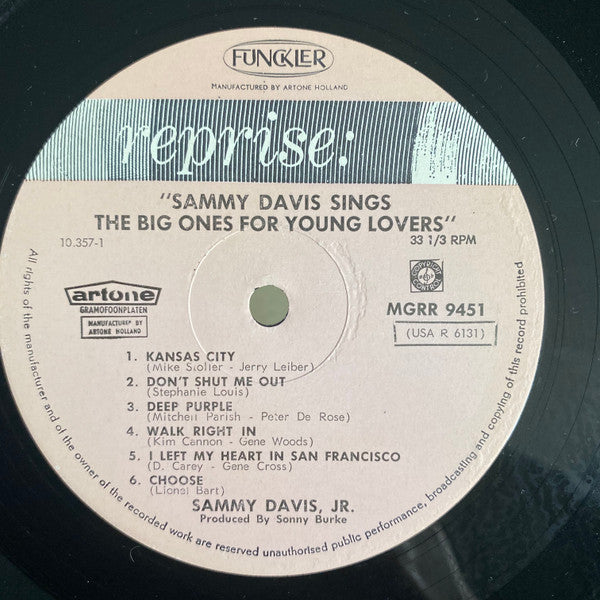 FUNCKLER
MANUFACTURED BY ARTONE HOLLAND
reprise:
"SAMMY DAVIS SINGS
THE BIG ONES FOR YOUNG LOVERS"
10.357-1
33 1/3 RPM
artone
GRAMOFOONPLATEN
MANUFACTURED BY
ARTONE HOLLAND
COPYRIGHT
CONTROL
MGRR 9451
(USA R 6131)
1. KANSAS CITY
(Mike Stoller - Jerry Leiber)
2. DON'T SHUT ME OUT
(Stephanie Louis)
3. DEEP PURPLE
(Mitchell Parish - Peter De Rose)
4. WALK RIGHT IN
(Kim Cannon - Gene Woods)
5. I LEFT MY HEART IN SAN FRANCISCO
(D. Carey - Gene Cross)
6. CHOOSE
(Lionel Bart)
SAMMY DAVIS, JR.
Produced By Sonny Burke
All rights of the manufacturer and of the owner of the recorded work are reserved unauthorised public performance, broadcasting and copying of this record prohibited